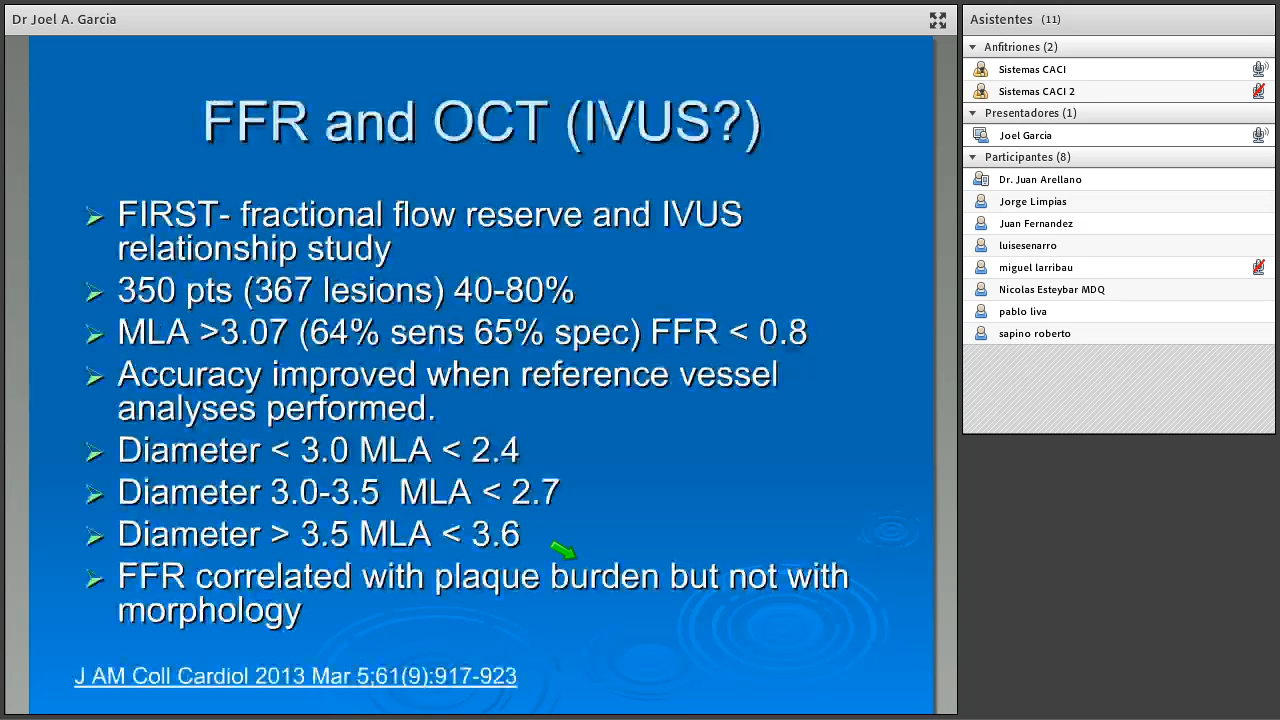 Dr Joel A. Garcia
FFR and OCT (IVUS?)
FIRST- fractional flow reserve and IVUS
relationship study
350 pts (367 lesions) 40-80%
MLA >3.07 (64% sens 65% spec) FFR < 0.8
Accuracy improved when reference vessel
analyses performed.
Diameter < 3.0 MLA < 2.4
Diameter 3.0-3.5 MLA < 2.7
Diameter > 3.5 MLA < 3.6
FFR correlated with plaque burden but not with
morphology
J AM Coll Cardiol 2013 Mar 5;61(9):917-923
Asistentes (11)
Anfitriones (2)
Sistemas CACI
Sistemas CACI 2
Presentadores (1)
Joel Garcia
Participantes (8)
Dr. Juan Arellano
Jorge Limpias
Juan Fernandez
luisesenarro
miguel larribau
Nicolas Esteybar MDQ
pablo liva
sapino roberto